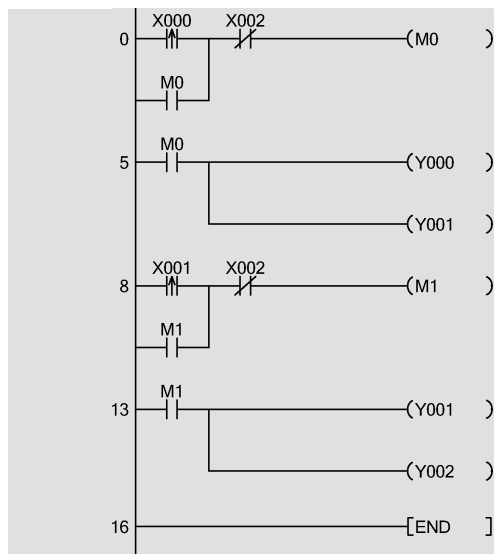 X000 X002
0 (M0 )
M0
M0
5 (Y000 )
(Y001 )
X001 X002
8 (M1 )
M1
M1
13 (Y001 )
(Y002 )
16 [END ]